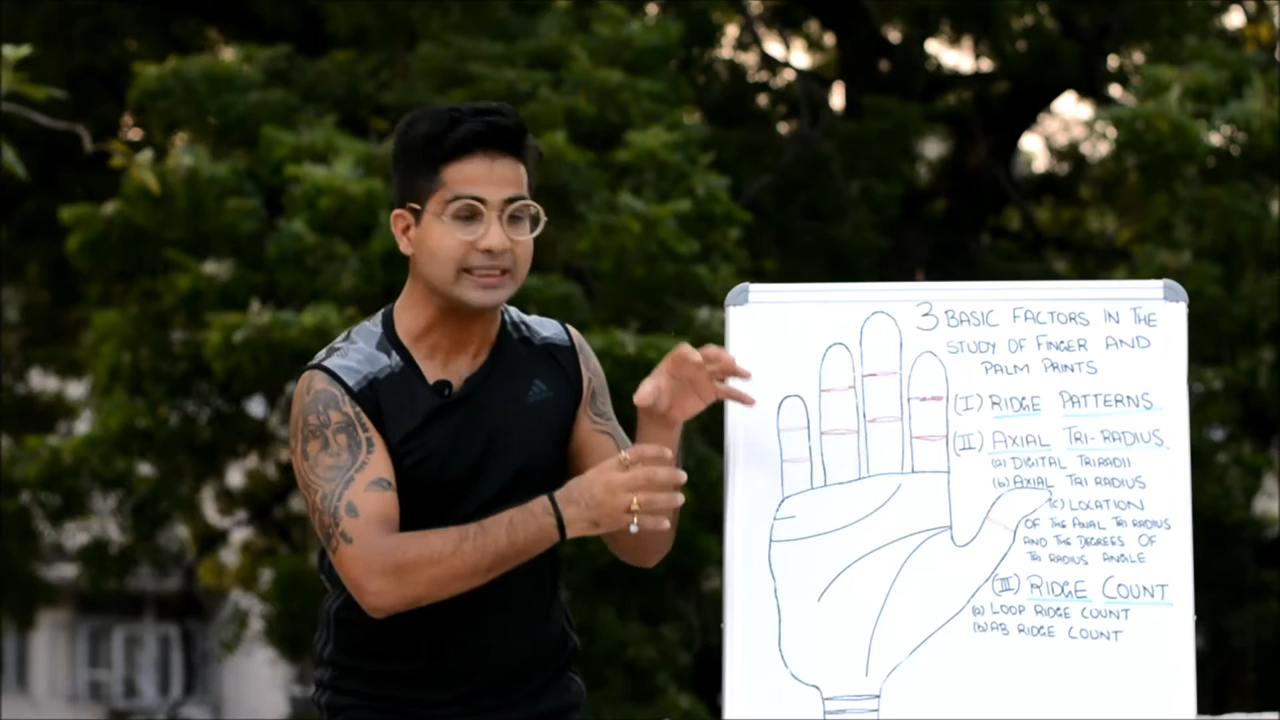 3 BASIC FACTORS IN THE
STUDY OF FINGER AND
PALM PRINTS
(I) RIDGE PATTERNS
(II) AXIAL TRI-RADIUS.
(a) DIGITAL TRIRADII
(b) AXIAL TRI RADIUS
(c) LOCATION
OF THE AXIAL TRI RADIUS
AND THE DEGREES OF
TRI RADIUS ANGLE
(III) RIDGE COUNT
(a) LOOP RIDGE COUNT
(b) AB RIDGE COUNT